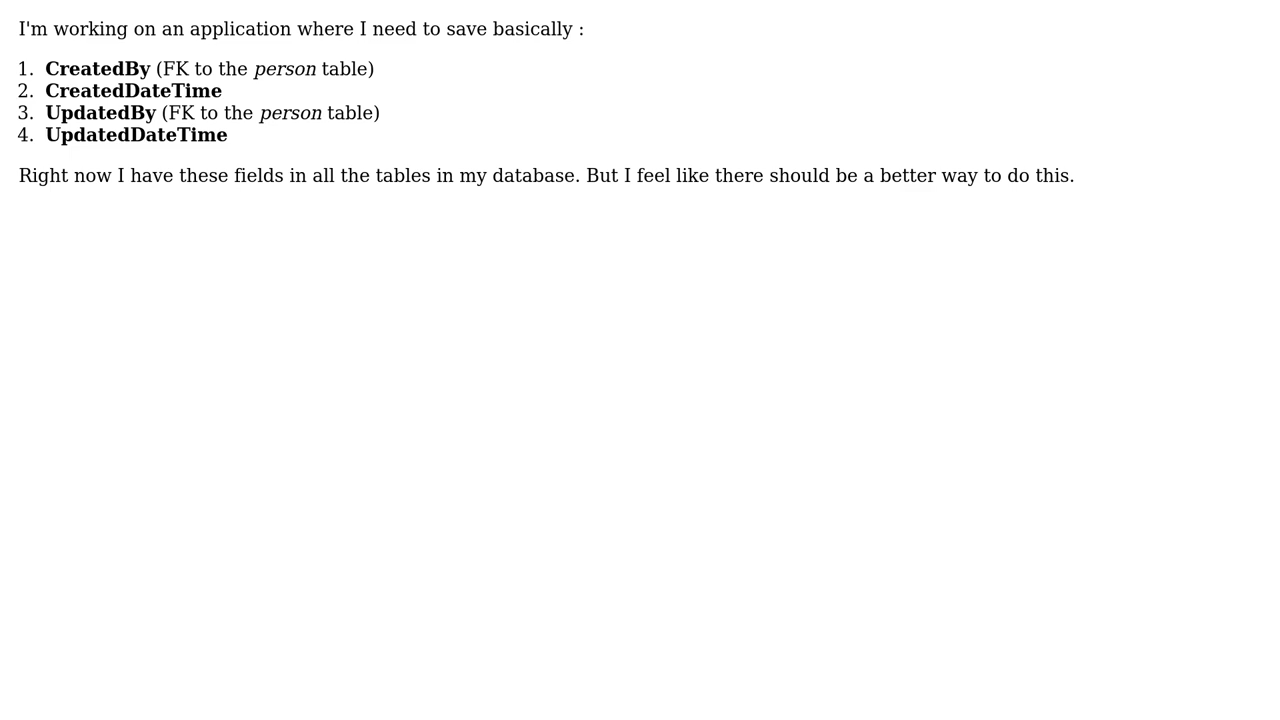 I'm working on an application where I need to save basically :
1. CreatedBy (FK to the person table)
2. CreatedDateTime
3. UpdatedBy (FK to the person table)
4. UpdatedDateTime
Right now I have these fields in all the tables in my database. But I feel like there should be a better way to do this.